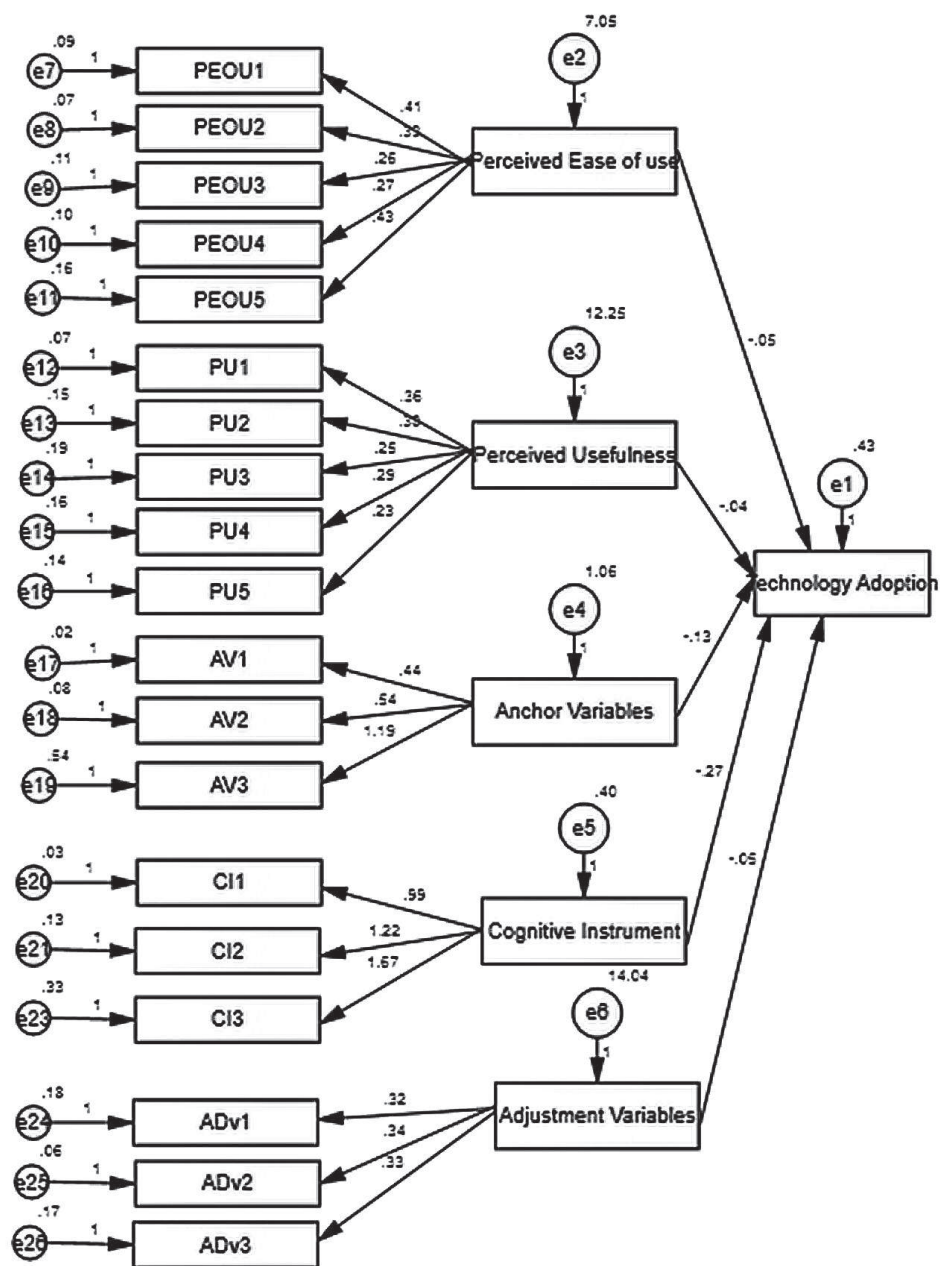 .09
e7
1
PEOU1
.07
e8
1
PEOU2
.11
e9
1
PEOU3
.10
e10
1
PEOU4
.16
e11
1
PEOU5
.07
e12
1
PU1
.15
e13
1
PU2
.19
e14
1
PU3
.16
e15
1
PU4
.14
e16
1
PU5
.02
e17
1
AV1
.08
e18
1
AV2
.54
e19
1
AV3
.03
e20
1
CI1
.13
e21
1
CI2
.33
e23
1
CI3
.18
e24
1
ADv1
.06
e25
1
ADv2
.17
e26
1
ADv3
.41
.26
.27
.43
.36
.25
.29
.23
.44
.54
1.19
.99
1.22
1.67
.32
.34
.33
7.05
e2
1
Perceived Ease of use
12.25
e3
1
Perceived Usefulness
1.06
e4
1
Anchor Variables
.40
e5
1
Cognitive Instrument
14.04
e6
1
Adjustment Variables
-.05
-.04
-.13
-.27
.43
e1
1
echnology Adoption